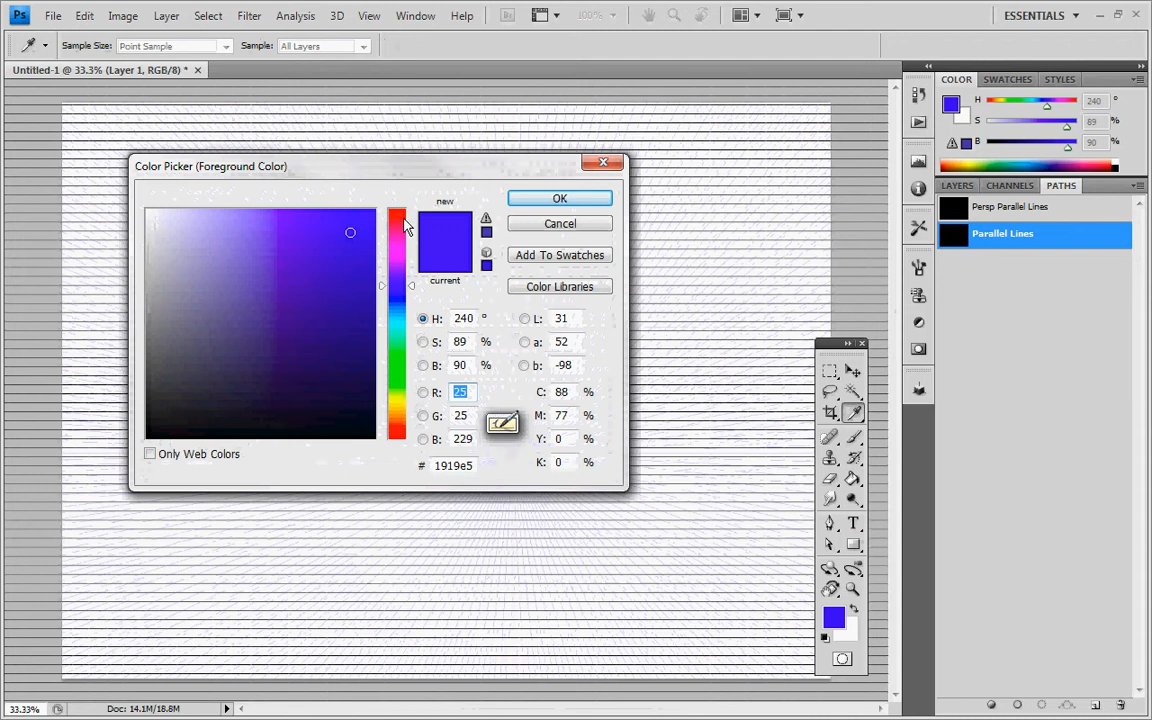 Ps File Edit Image Layer Select Filter Analysis 3D View Window Help Br 100% ESSENTIALS
Sample Size: Point Sample Sample: All Layers
Untitled-1 @ 33.3% (Layer 1, RGB/8) * COLOR SWATCHES STYLES
H 240 °
S 89 %
B 90 %
Color Picker (Foreground Color)
LAYERS CHANNELS PATHS
Persp Parallel Lines
Parallel Lines
new
OK
Cancel
Add To Swatches
current
Color Libraries
H: 240 ° L: 31
S: 89 % a: 52
B: 90 % b: -98
R: 25 C: 88 %
G: 25 M: 77 %
B: 229 Y: 0 %
# 1919e5 K: 0 %
Only Web Colors
T
33.33% Doc: 14.1M/18.8M